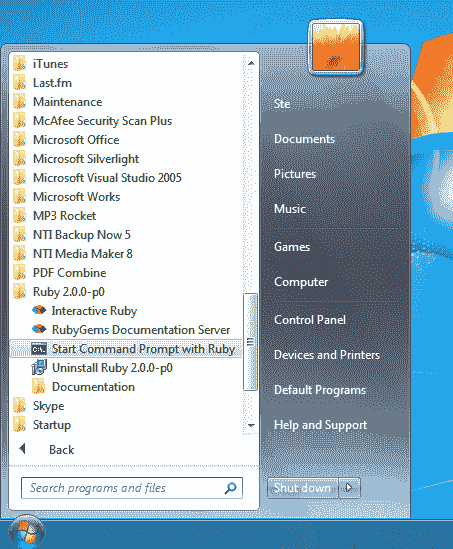 iTunes
Last.fm
Maintenance
McAfee Security Scan Plus
Microsoft Office
Microsoft Silverlight
Microsoft Visual Studio 2005
Microsoft Works
MP3 Rocket
NTI Backup Now 5
NTI Media Maker 8
PDF Combine
Ruby 2.0.0-p0
Interactive Ruby
RubyGems Documentation Server
Start Command Prompt with Ruby
Uninstall Ruby 2.0.0-p0
Documentation
Skype
Startup
Back
Search programs and files
Ste
Documents
Pictures
Music
Games
Computer
Control Panel
Devices and Printers
Default Programs
Help and Support
Shut down